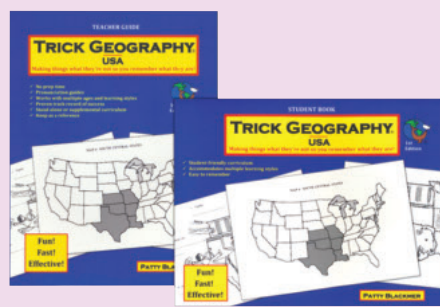 TEACHER GUIDE
TRICK GEOGRAPHY
USA
Making things what they're not so you remember what they are!
✓ No prep time
✓ Pronunciation guides
✓ Works with multiple ages and learning styles
✓ Proven track record of success
✓ Stand alone or supplemental curriculum
✓ Keep as a reference
Fun!
Fast!
Effective!
PATTY
STUDENT BOOK
TRICK GEOGRAPHY
USA
Making things what they're not so you remember what they are!
✓ Student-friendly curriculum
✓ Accommodates multiple learning styles
✓ Easy to remember
Edition
Fun!
Fast!
Effective!
PATTY BLACKMER